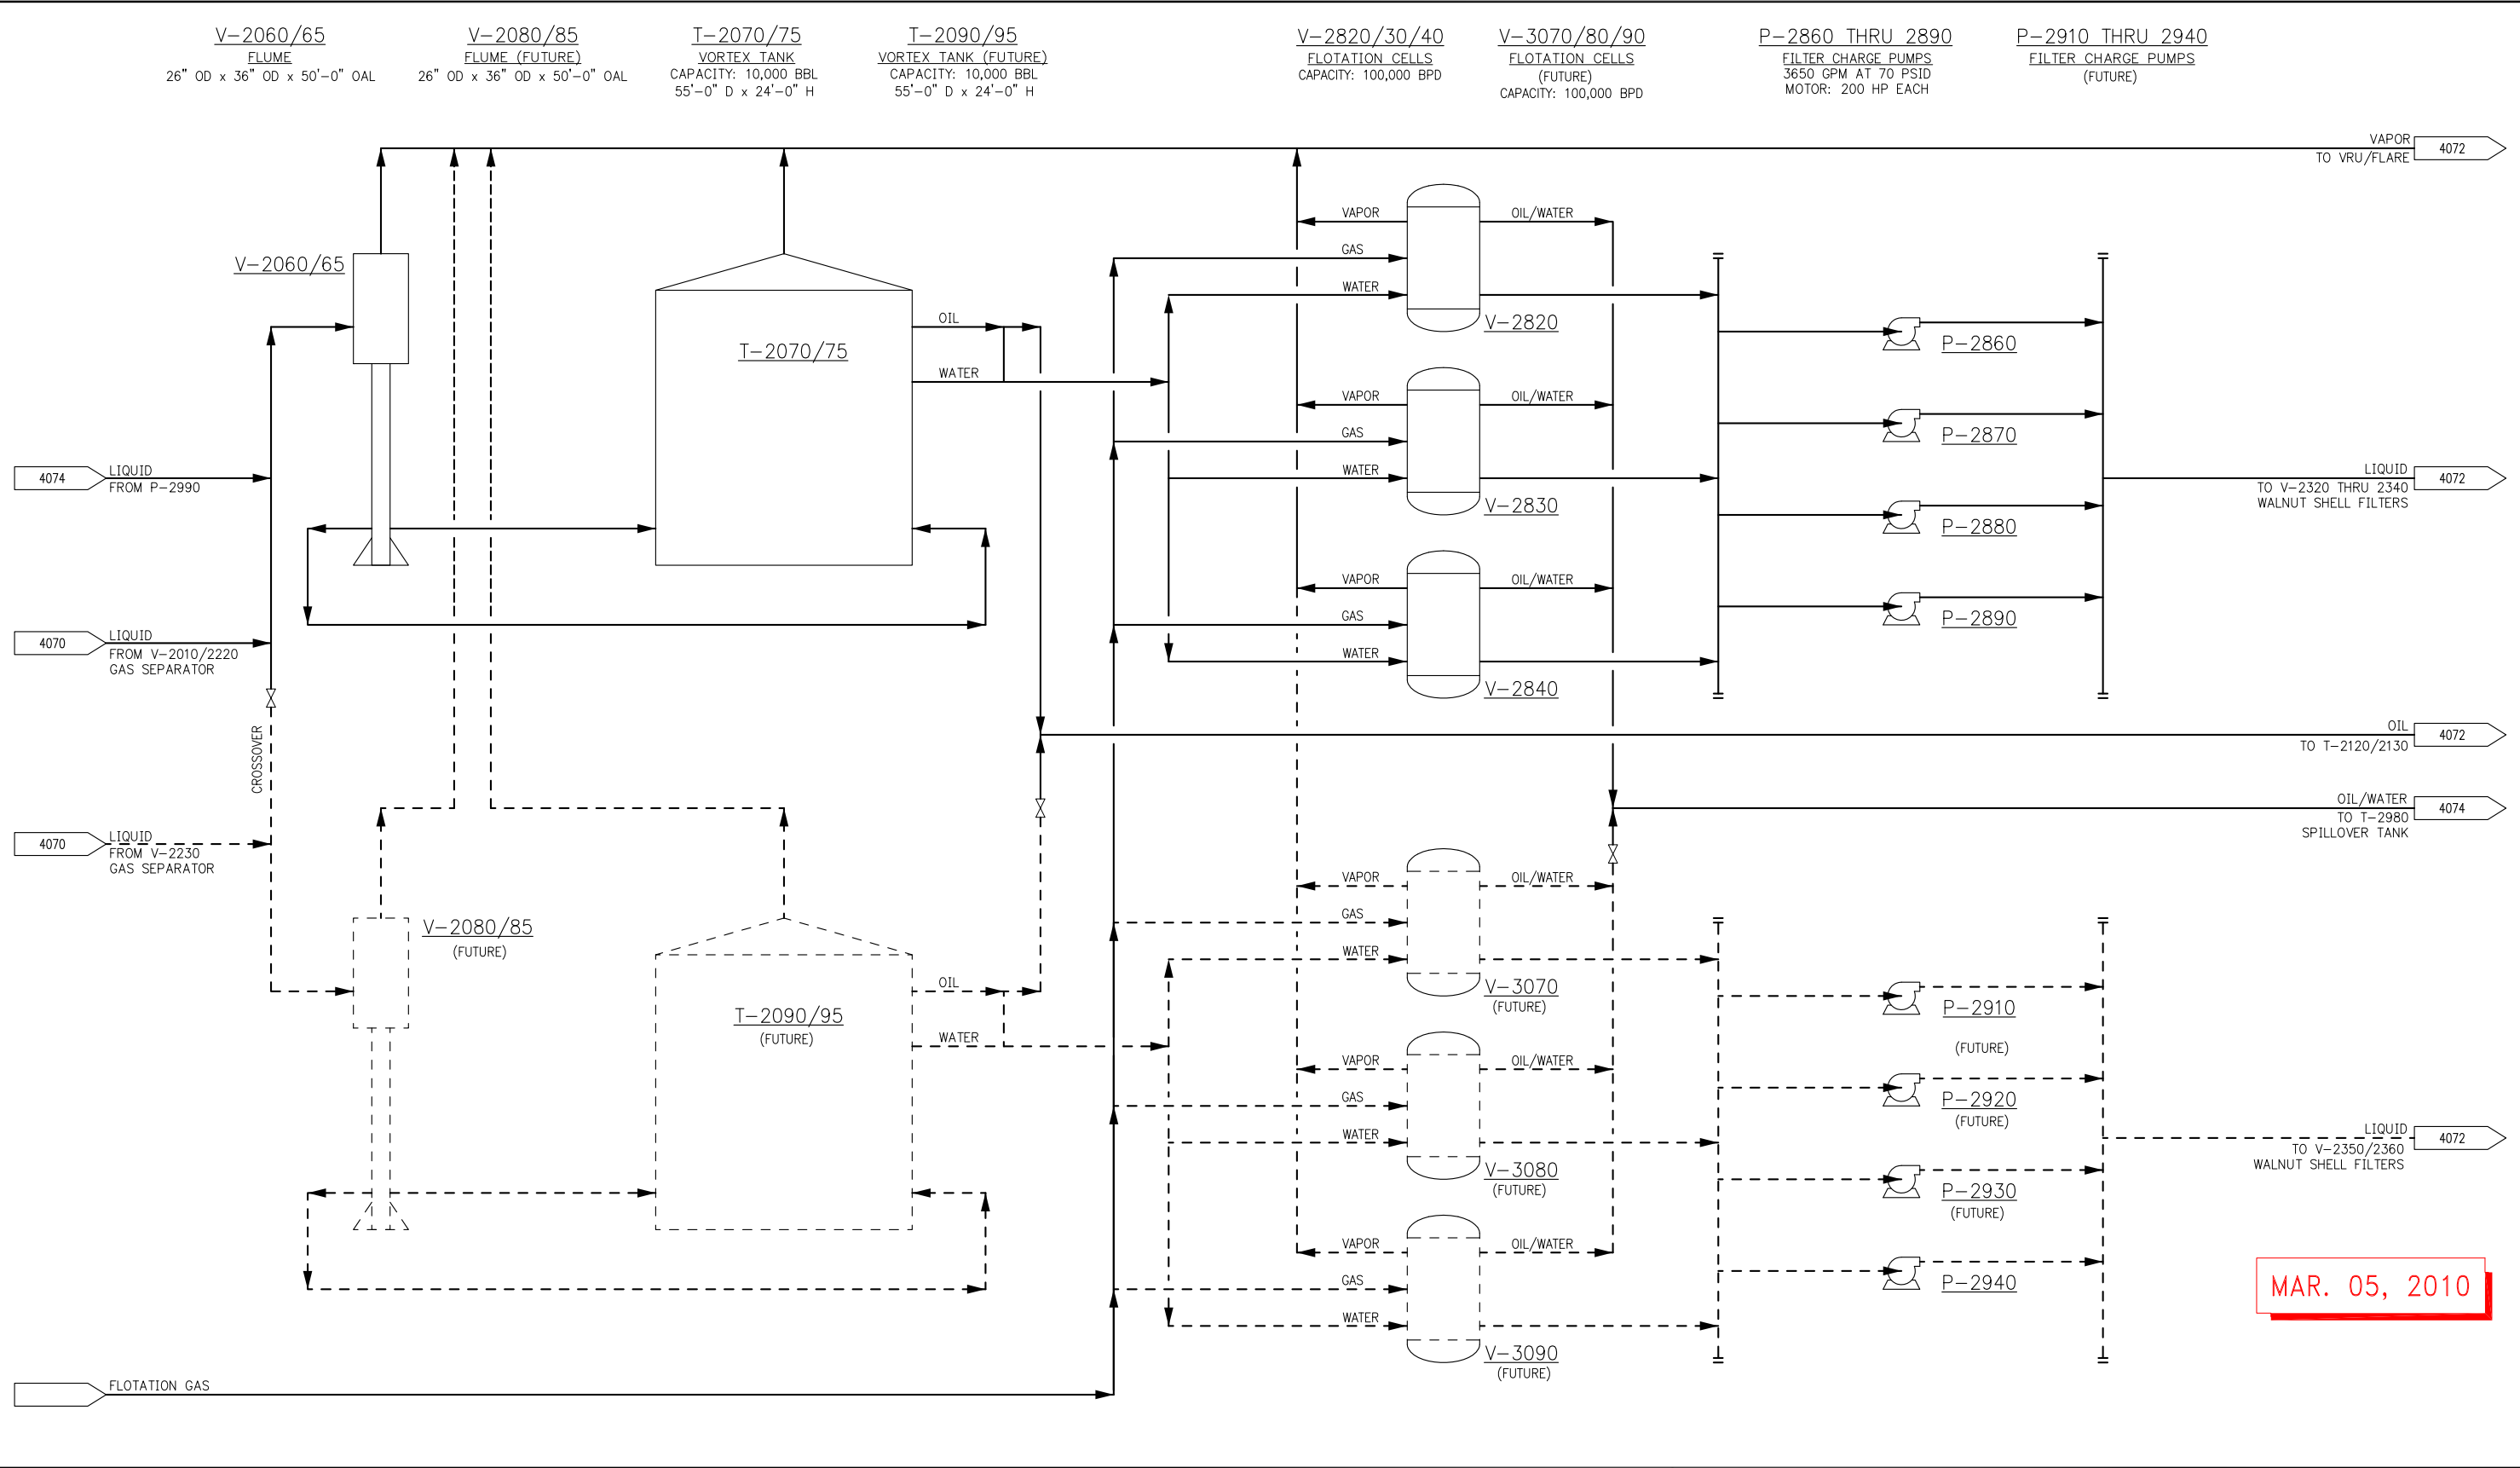 V-2060/65
FLUME
26" OD x 36" OD x 50'-0" OAL
V-2080/85
FLUME (FUTURE)
26" OD x 36" OD x 50'-0" OAL
T-2070/75
VORTEX TANK
CAPACITY: 10,000 BBL
55'-0" D x 24'-0" H
T-2090/95
VORTEX TANK (FUTURE)
CAPACITY: 10,000 BBL
55'-0" D x 24'-0" H
V-2820/30/40
FLOTATION CELLS
CAPACITY: 100,000 BPD
V-3070/80/90
FLOTATION CELLS
(FUTURE)
CAPACITY: 100,000 BPD
P-2860 THRU 2890
FILTER CHARGE PUMPS
3650 GPM AT 70 PSID
MOTOR: 200 HP EACH
P-2910 THRU 2940
FILTER CHARGE PUMPS
(FUTURE)
VAPOR
TO VRU/FLARE
4072
V-2060/65
T-2070/75
OIL
WATER
4074
LIQUID
FROM P-2990
4070
LIQUID
FROM V-2010/2220
GAS SEPARATOR
CROSSOVER
4070
LIQUID
FROM V-2230
GAS SEPARATOR
V-2080/85
(FUTURE)
T-2090/95
(FUTURE)
OIL
WATER
FLOTATION GAS
VAPOR
OIL/WATER
GAS
WATER
V-2820
VAPOR
OIL/WATER
GAS
WATER
V-2830
VAPOR
OIL/WATER
GAS
WATER
V-2840
P-2860
P-2870
P-2880
P-2890
LIQUID
TO V-2320 THRU 2340
WALNUT SHELL FILTERS
4072
OIL
TO T-2120/2130
4072
OIL/WATER
TO T-2980
SPILLOVER TANK
4074
VAPOR
OIL/WATER
GAS
WATER
V-3070
(FUTURE)
VAPOR
OIL/WATER
GAS
WATER
V-3080
(FUTURE)
VAPOR
OIL/WATER
GAS
WATER
V-3090
(FUTURE)
P-2910
(FUTURE)
P-2920
(FUTURE)
P-2930
(FUTURE)
P-2940
LIQUID
TO V-2350/2360
WALNUT SHELL FILTERS
4072
MAR. 05, 2010